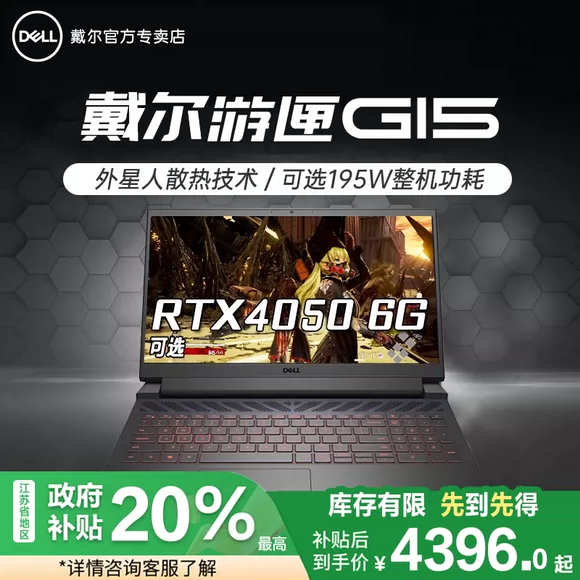 DELL 戴尔官方专卖店
戴尔游匣G15
外星人散热技术 / 可选195W整机功耗
RTX4050 6G
可选
DELL
江苏省地区
政府补贴 20% 最高
*详情咨询客服了解
库存有限 先到先得
补贴后到手价 ¥4396.0起